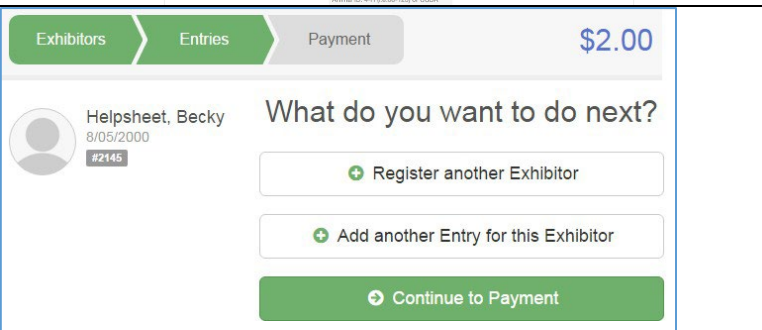 Exhibitors Entries Payment $2.00
Helpsheet, Becky
8/05/2000
#2145
What do you want to do next?
Register another Exhibitor
Add another Entry for this Exhibitor
Continue to Payment